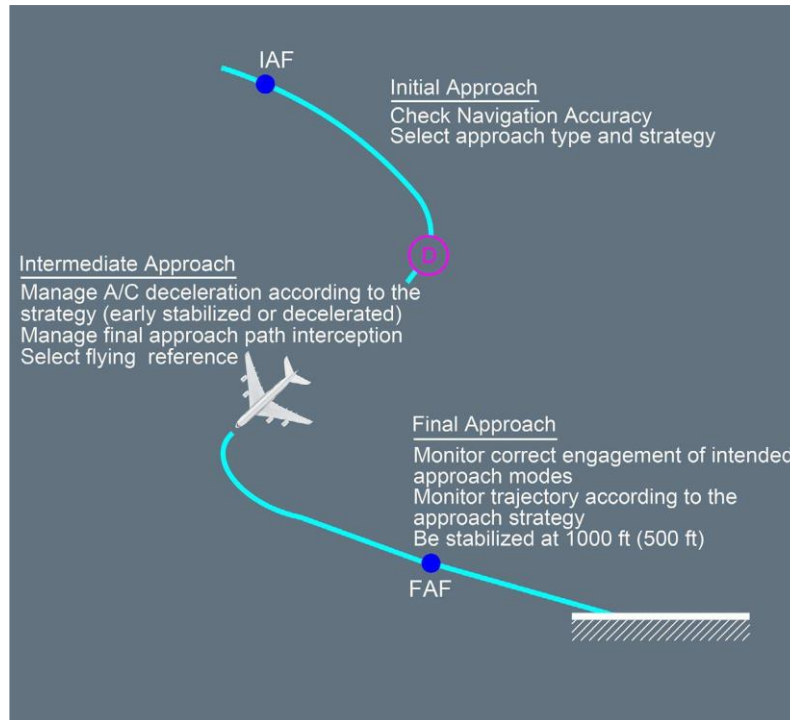 IAF
Initial Approach
Check Navigation Accuracy
Select approach type and strategy
D
Intermediate Approach
Manage A/C deceleration according to the
strategy (early stabilized or decelerated)
Manage final approach path interception
Select flying reference
Final Approach
Monitor correct engagement of intended
approach modes
Monitor trajectory according to the
approach strategy
Be stabilized at 1000 ft (500 ft)
FAF